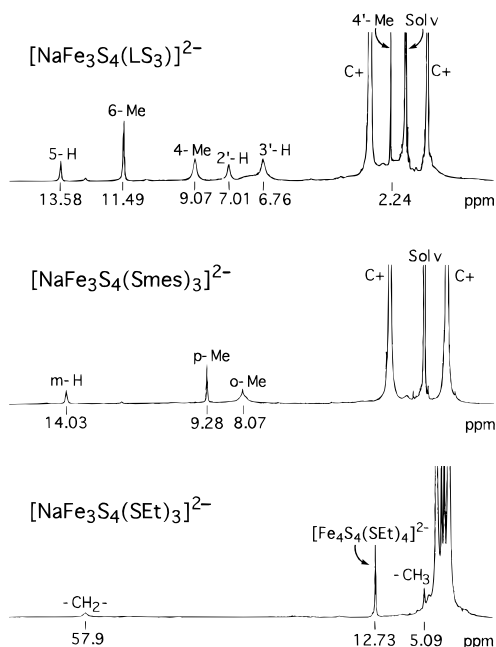 4'-Me Solv
[NaFe3S4(LS3)]2-
C+ C+
6-Me
5-H 4-Me 2'-H 3'-H
13.58 11.49 9.07 7.01 6.76 2.24 ppm
[NaFe3S4(Smes)3]2-
Solv
C+ C+
m-H p-Me o-Me
14.03 9.28 8.07 ppm
[NaFe3S4(SEt)3]2-
[Fe4S4(SEt)4]2-
-CH2- -CH3
57.9 12.73 5.09 ppm